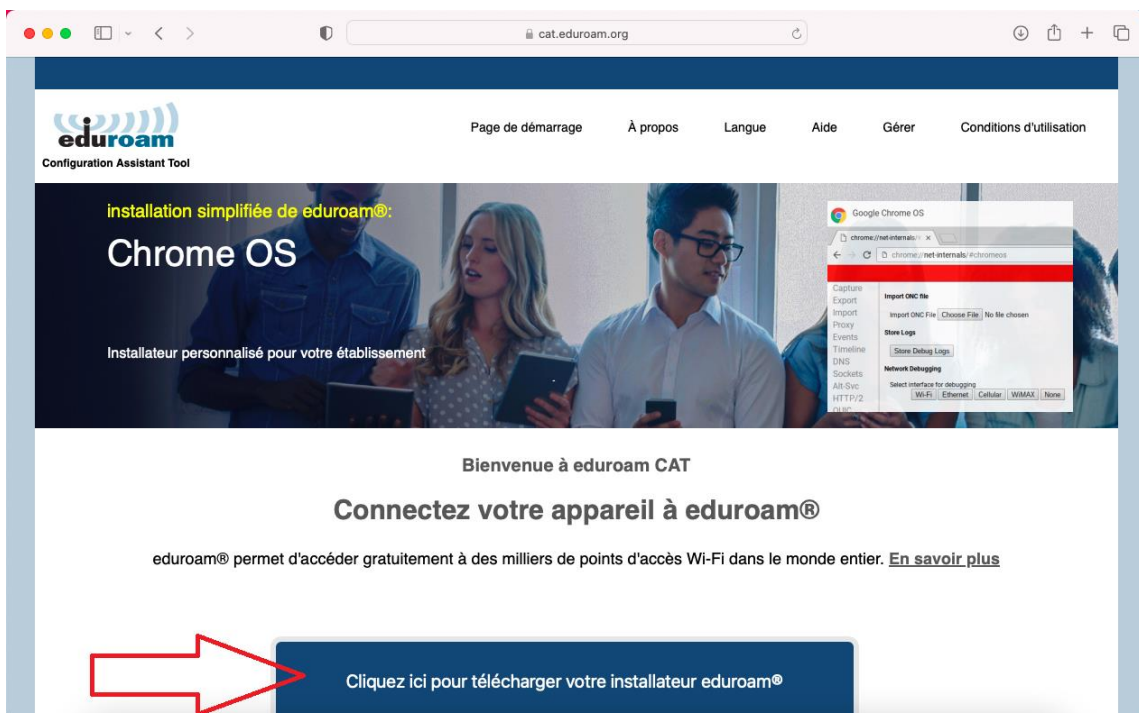 cat.eduroam.org
eduroam
Configuration Assistant Tool
Page de démarrage À propos Langue Aide Gérer Conditions d'utilisation
installation simplifiée de eduroam®:
Chrome OS
Installateur personnalisé pour votre établissement
Google Chrome OS
chrome://net-internals/
chrome://net-internals/#chromeos
Capture
Export
Import
Proxy
Events
Timeline
DNS
Sockets
Alt-Svc
HTTP/2
QUIC
Import ONC file
Import ONC File Choose File No file chosen
Store Logs
Store Debug Logs
Network Debugging
Select interface for debugging
Wi-Fi Ethernet Cellular WiMAX None
Bienvenue à eduroam CAT
Connectez votre appareil à eduroam®
eduroam® permet d'accéder gratuitement à des milliers de points d'accès Wi-Fi dans le monde entier. En savoir plus
Cliquez ici pour télécharger votre installateur eduroam®